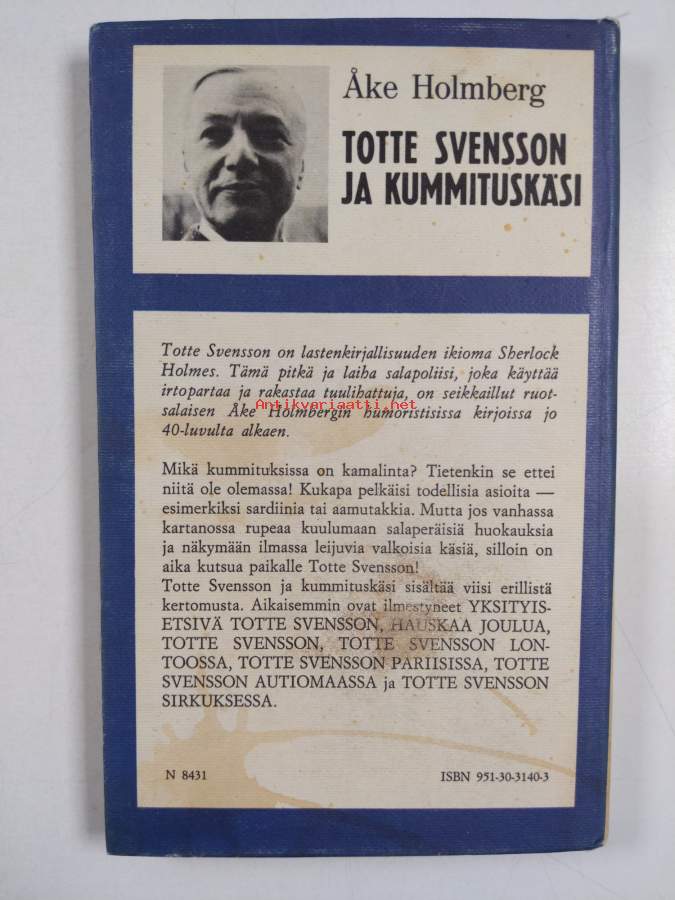 Åke Holmberg
TOTTE SVENSSON
JA KUMMITUSKÄSI
Totte Svensson on lastenkirjallisuuden ikioma Sherlock
Holmes. Tämä pitkä ja laiha salapoliisi, joka käyttää
irtopartaa ja rakastaa tuulihattuja, on seikkaillut ruot-
salaisen Åke Holmbergin humoristisissa kirjoissa jo
Antikvariaatti.net
40-luvulta alkaen.
Mikä kummituksissa on kamalinta? Tietenkin se ettei
niitä ole olemassa! Kukapa pelkäisi todellisia asioita —
esimerkiksi sardiinia tai aamutakkia. Mutta jos vanhassa
kartanossa rupeaa kuulumaan salaperäisiä huokauksia
ja näkymään ilmassa leijuvia valkoisia käsiä, silloin on
aika kutsua paikalle Totte Svensson!
Totte Svensson ja kummituskäsi sisältää viisi erillistä
kertomusta. Aikaisemmin ovat ilmestyneet YKSITYIS-
ETSIVÄ TOTTE SVENSSON, HAUSKAA JOULUA,
TOTTE SVENSSON, TOTTE SVENSSON LON-
TOOSSA, TOTTE SVENSSON PARIISISSA, TOTTE
SVENSSON AUTIOMAASSA ja TOTTE SVENSSON
SIRKUKSESSA.
N 8431
ISBN 951-30-3140-3